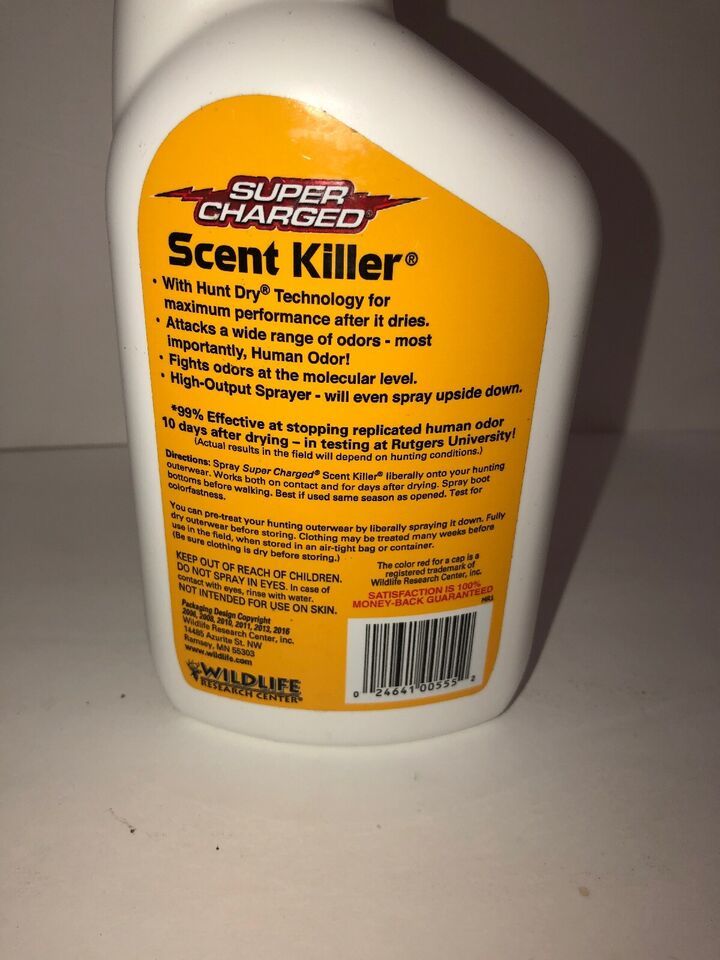 SUPER
CHARGED®
Scent Killer®
• With Hunt Dry® Technology for
maximum performance after it dries.
• Attacks a wide range of odors - most
importantly, Human Odor!
• Fights odors at the molecular level.
• High-Output Sprayer - will even spray upside down.
*99% Effective at stopping replicated human odor
10 days after drying – in testing at Rutgers University!
(Actual results in the field will depend on hunting conditions.)
Directions: Spray Super Charged® Scent Killer® liberally onto your hunting
outerwear. Works both on contact and for days after drying. Spray boot
bottoms before walking. Best if used same season as opened. Test for
colorfastness.
You can pre-treat your hunting outerwear by liberally spraying it down. Fully
dry outerwear before storing. Clothing may be treated many weeks before
use in the field, when stored in an air-tight bag or container.
(Be sure clothing is dry before storing.)
KEEP OUT OF REACH OF CHILDREN.
DO NOT SPRAY IN EYES. In case of
contact with eyes, rinse with water.
NOT INTENDED FOR USE ON SKIN.
Packaging Design Copyright
2006, 2008, 2010, 2011, 2013, 2016
Wildlife Research Center, Inc.
14485 Azurite St. NW
Ramsey, MN 55303
www.wildlife.com
WILDLIFE
RESEARCH CENTER®
The color red for a cap is a
registered trademark of
Wildlife Research Center, Inc.
SATISFACTION IS 100%
MONEY-BACK GUARANTEED
0 24641 00555 2